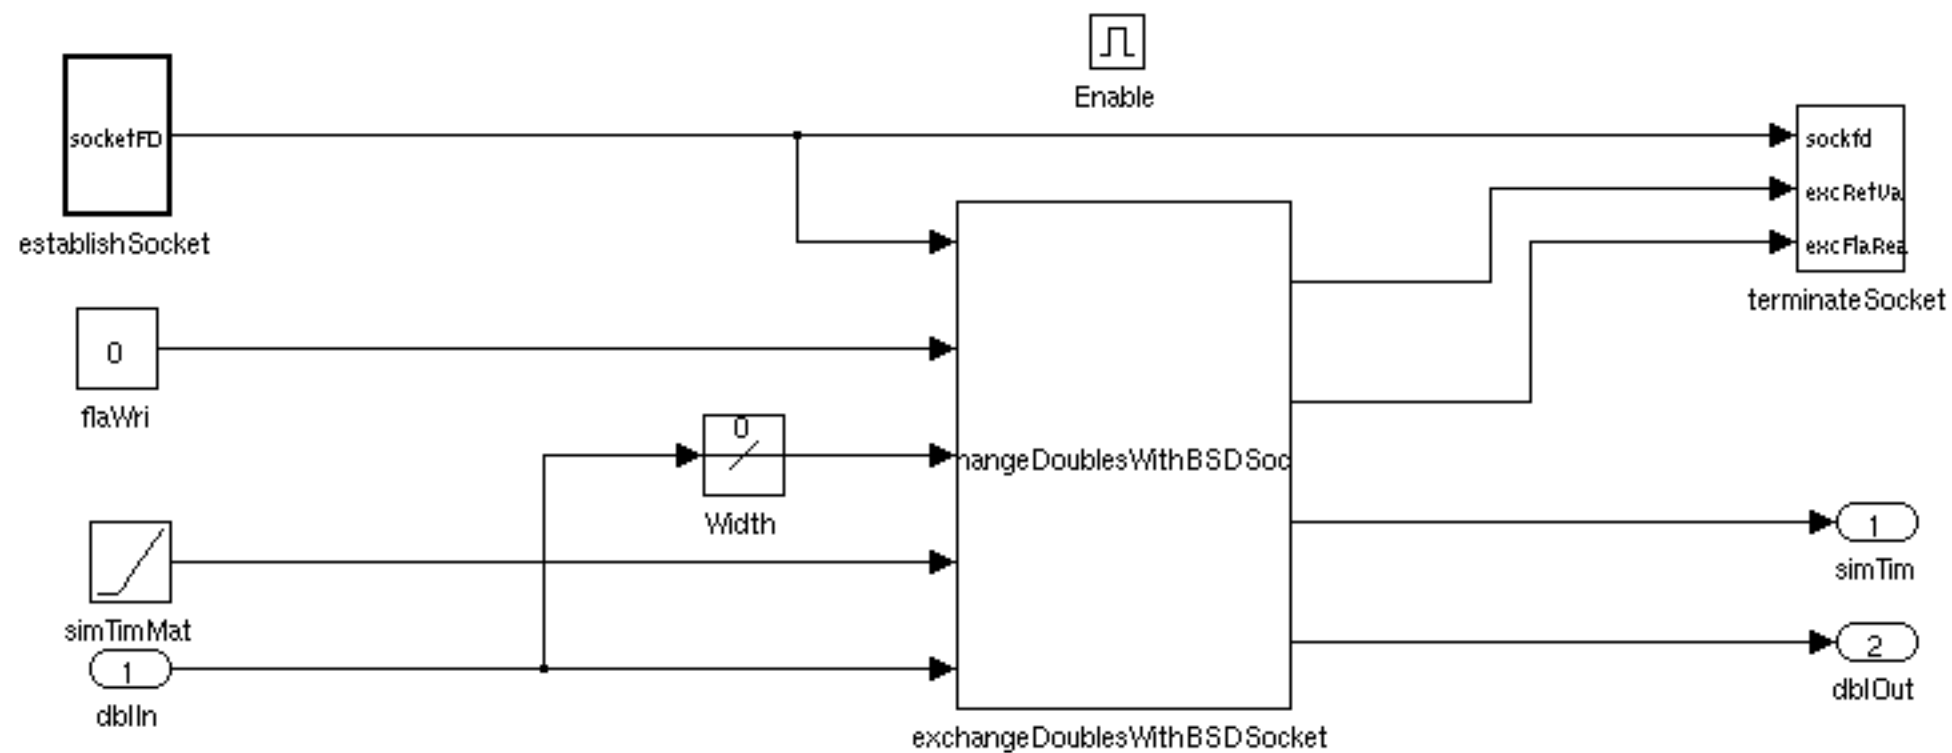 Enable
socketFD
establishSocket
sockfd
excRetVa
excFlaRea
terminateSocket
0
flaWri
0
Width
hangeDoublesWithBSDSoc
simTimMat
1
dblIn
exchangeDoublesWithBSDSocket
1
simTim
2
dblOut